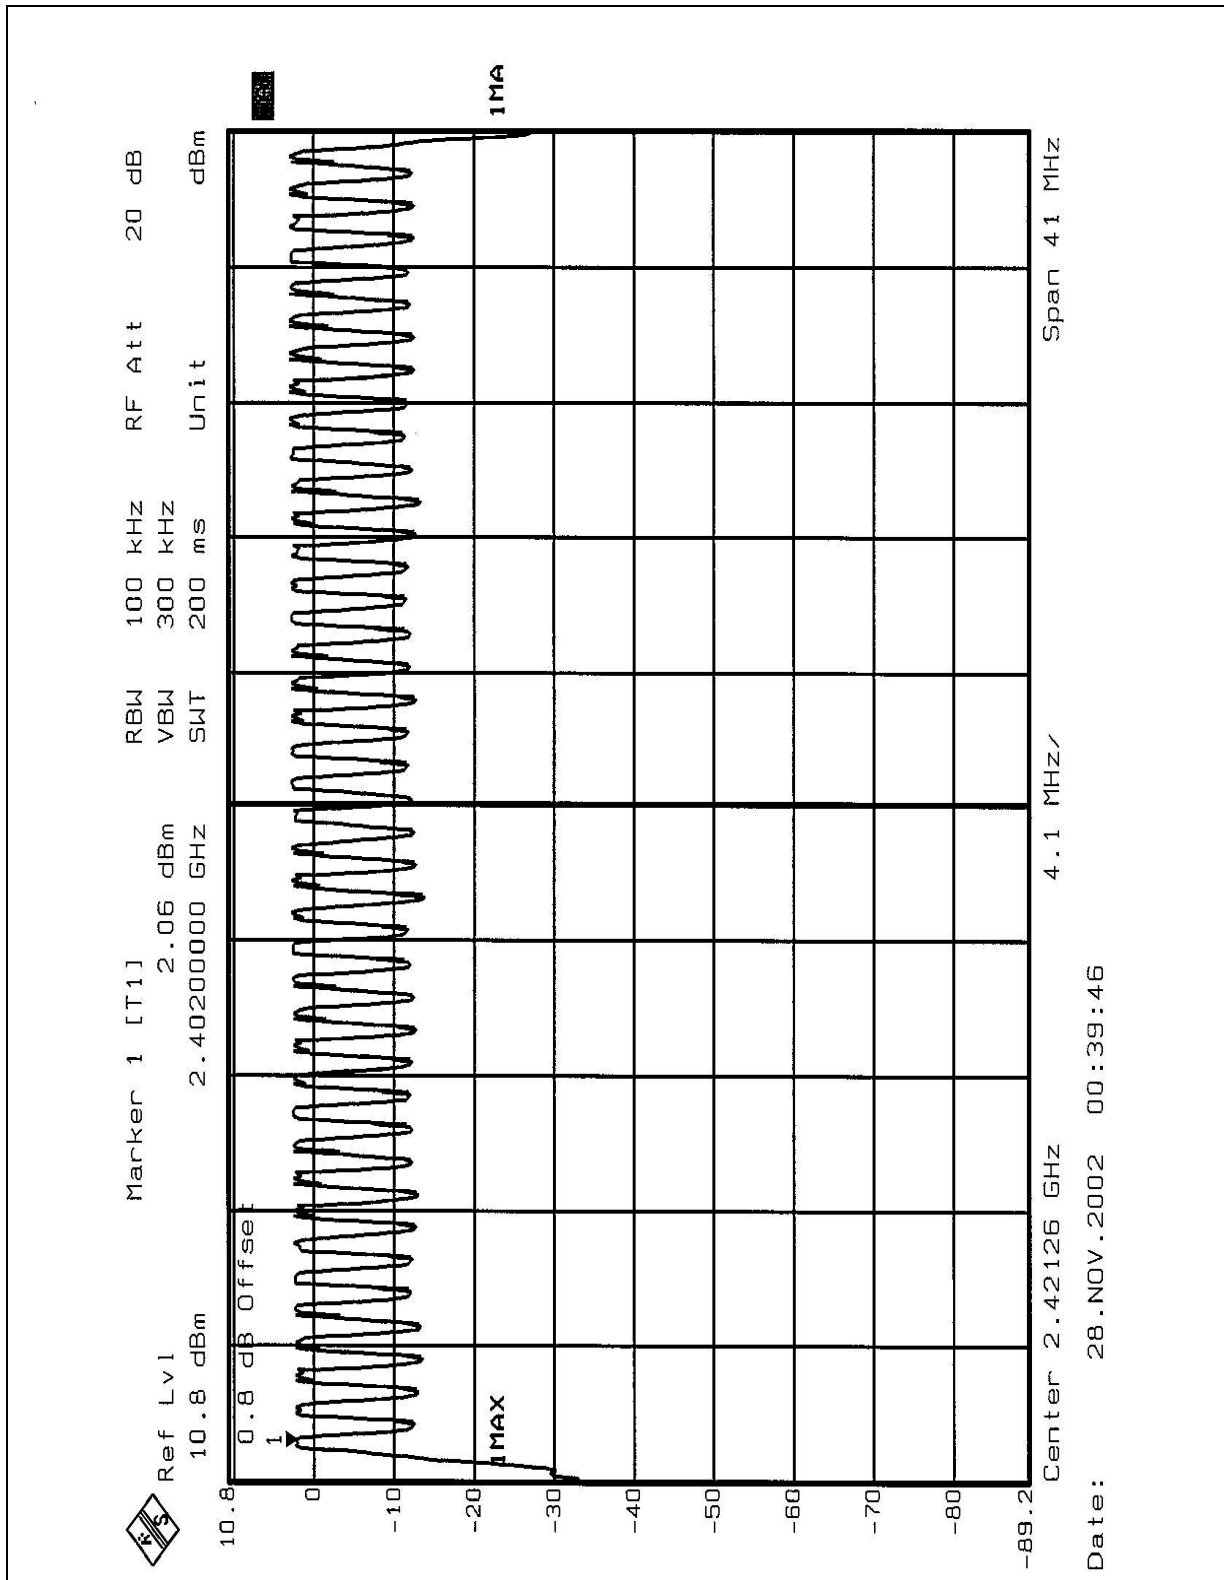 Marker 1 [T1] RBW 100 kHz RF Att 20 dB
Ref Lvl 2.06 dBm VBW 300 kHz
10.8 dBm 2.40200000 GHz SWT 200 ms Unit dBm
10.8
0.8 dB Offset
1
0
-10
-20
1MAX 1MA
-30
-40
-50
-60
-70
-80
-89.2
Center 2.42126 GHz 4.1 MHz/ Span 41 MHz
Date: 28.NOV.2002 00:39:46
R S